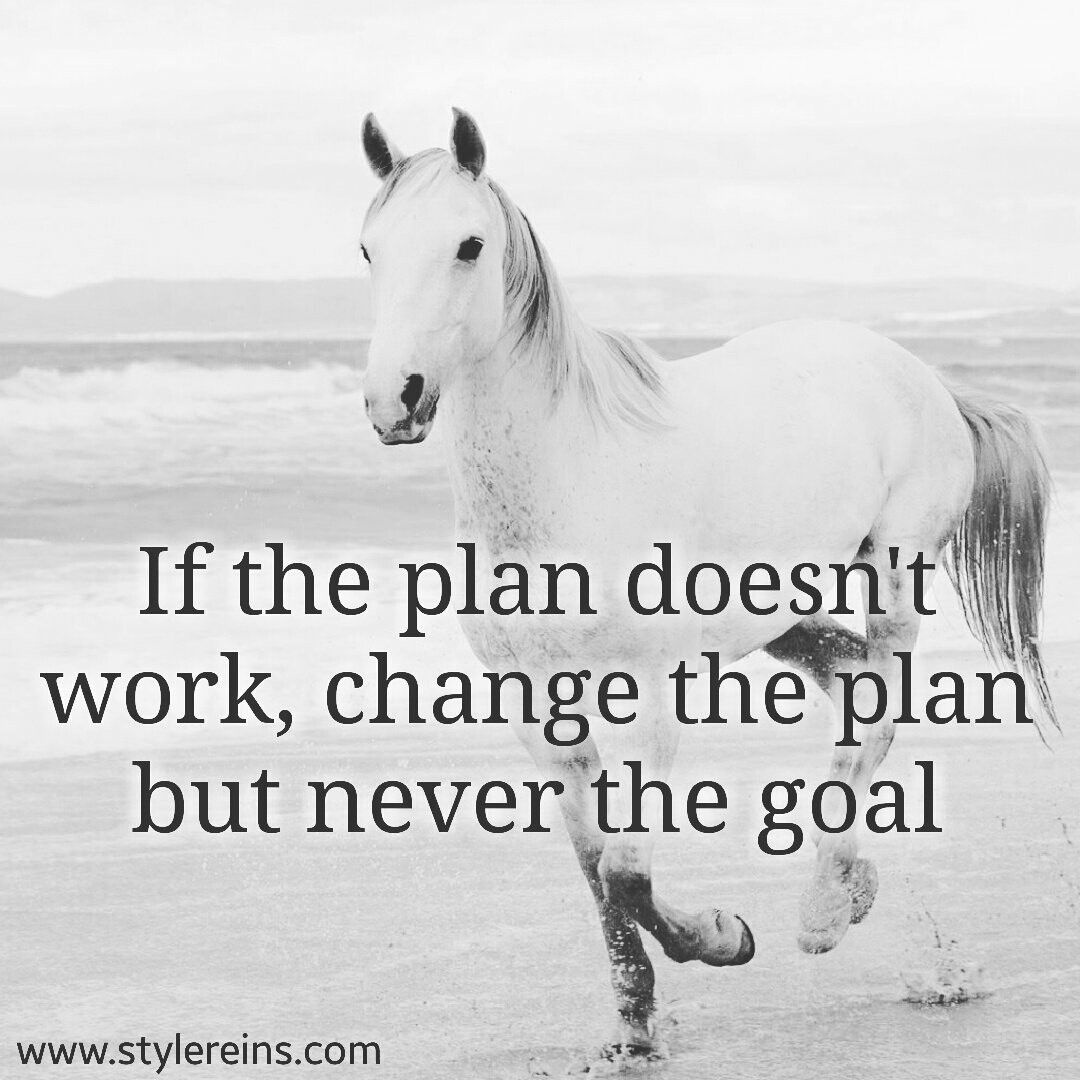 If the plan doesn't
work, change the plan
but never the goal
www.stylereins.com